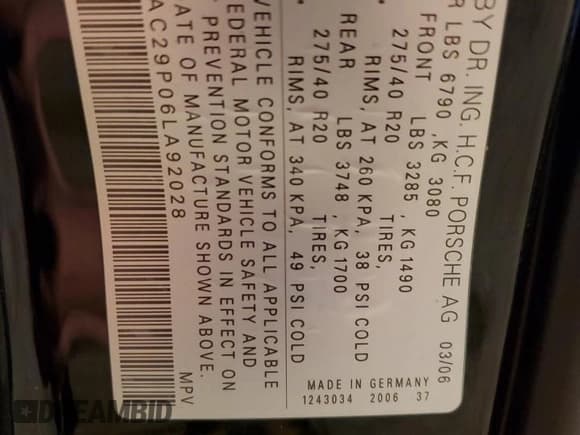 BY DR. ING. H.C.F. PORSCHE AG 03/06
R LBS 6790 ,KG 3080
FRONT LBS 3285 ,KG 1490
275/40 R20 TIRES,
RIMS, AT 260 KPA, 38 PSI COLD
REAR LBS 3748 ,KG 1700
275/40 R20 TIRES,
RIMS, AT 340 KPA, 49 PSI COLD
VEHICLE CONFORMS TO ALL APPLICABLE
FEDERAL MOTOR VEHICLE SAFETY AND
PREVENTION STANDARDS IN EFFECT ON
ATE OF MANUFACTURE SHOWN ABOVE.
AC29P06LA92028 MPV
MADE IN GERMANY
1243034 2006 37
DREAMBID